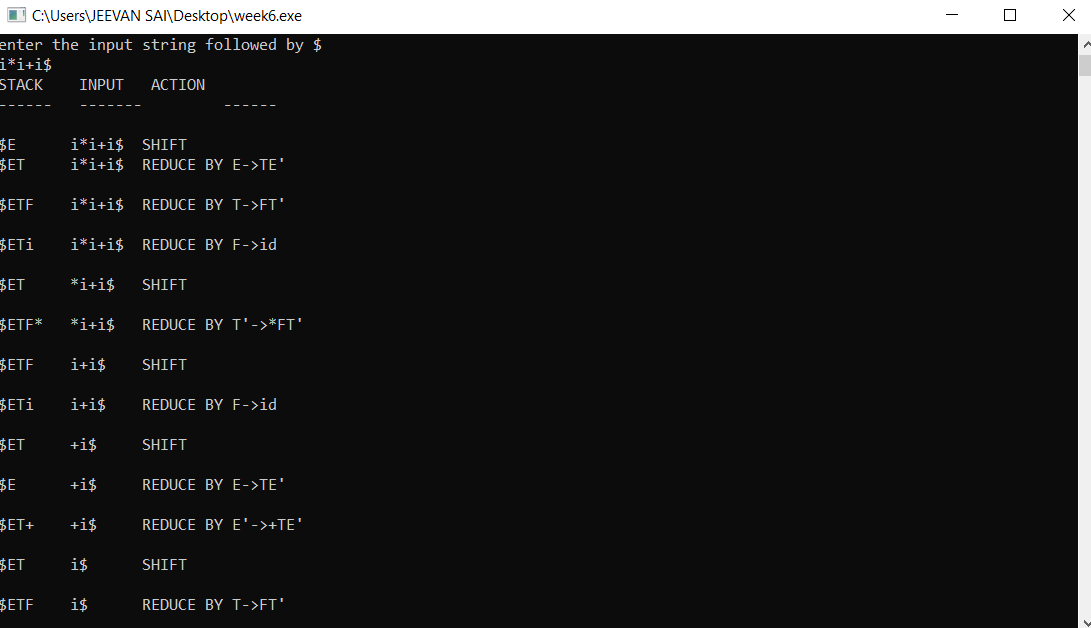 C:\Users\JEEVAN SAI\Desktop\week6.exe
enter the input string followed by $
i*i+i$
STACK    INPUT   ACTION
------   -------         ------
$E      i*i+i$  SHIFT
$ET     i*i+i$  REDUCE BY E->TE'
$ETF    i*i+i$  REDUCE BY T->FT'
$ETi    i*i+i$  REDUCE BY F->id
$ET     *i+i$   SHIFT
$ETF*   *i+i$   REDUCE BY T'->*FT'
$ETF    i+i$    SHIFT
$ETi    i+i$    REDUCE BY F->id
$ET     +i$     SHIFT
$E      +i$     REDUCE BY E->TE'
$ET+    +i$     REDUCE BY E'->+TE'
$ET     i$      SHIFT
$ETF    i$      REDUCE BY T->FT'